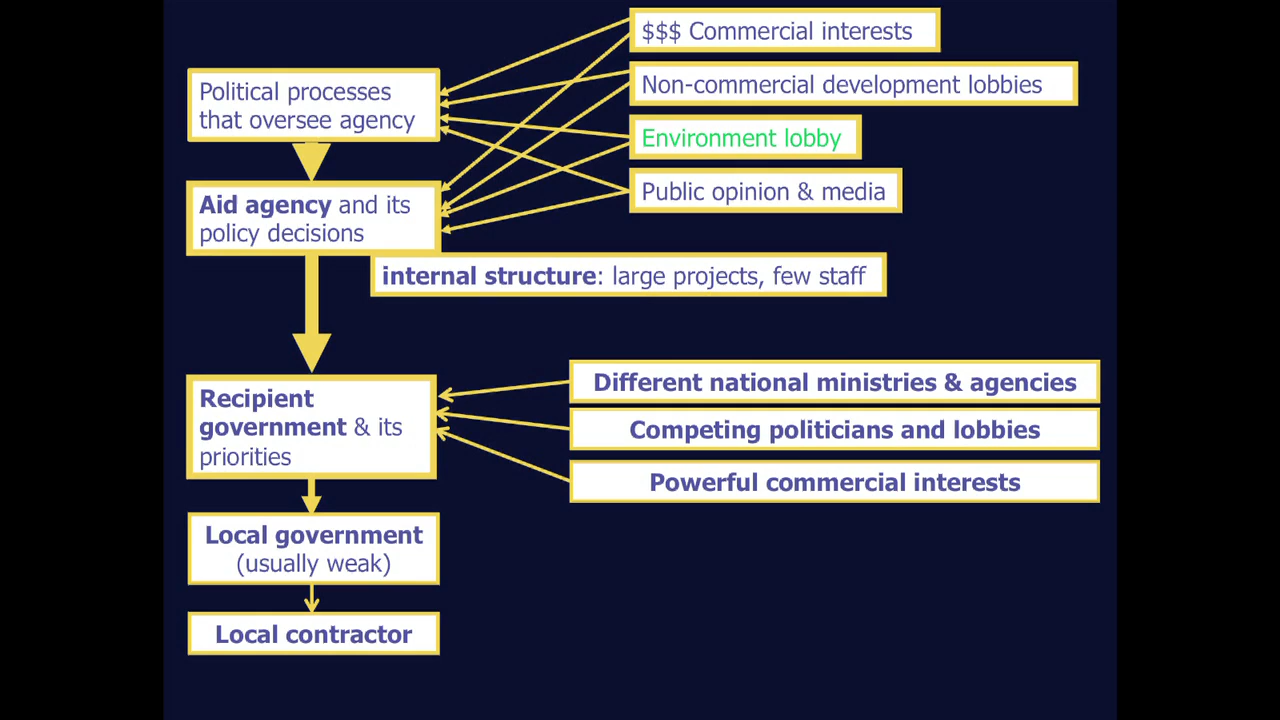 $$$ Commercial interests
Non-commercial development lobbies
Environment lobby
Public opinion & media
Political processes
that oversee agency
Aid agency and its
policy decisions
internal structure: large projects, few staff
Recipient
government & its
priorities
Different national ministries & agencies
Competing politicians and lobbies
Powerful commercial interests
Local government
(usually weak)
Local contractor